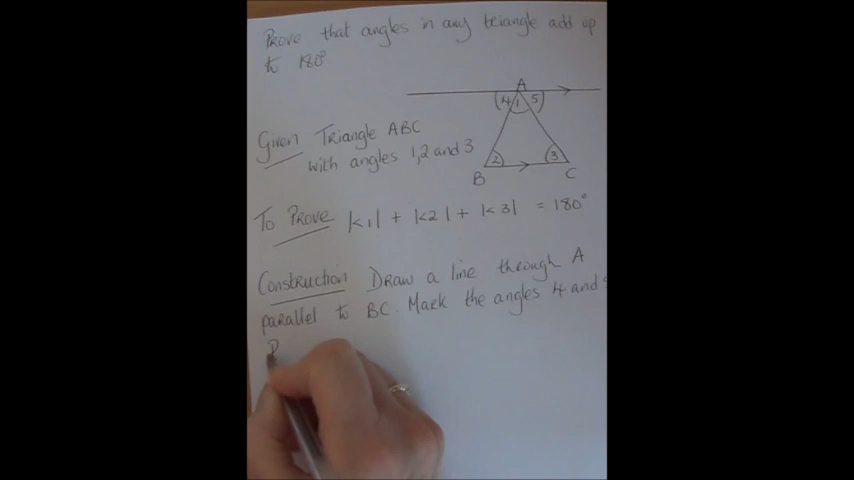 Prove that angles in any triangle add up
to 180°
A
4 1 5
Given Triangle ABC
with angles 1,2 and 3
2 3
B C
To Prove |<1| + |<2| + |<3| = 180°
Construction Draw a line through A
parallel to BC. Mark the angles 4 and 5
P